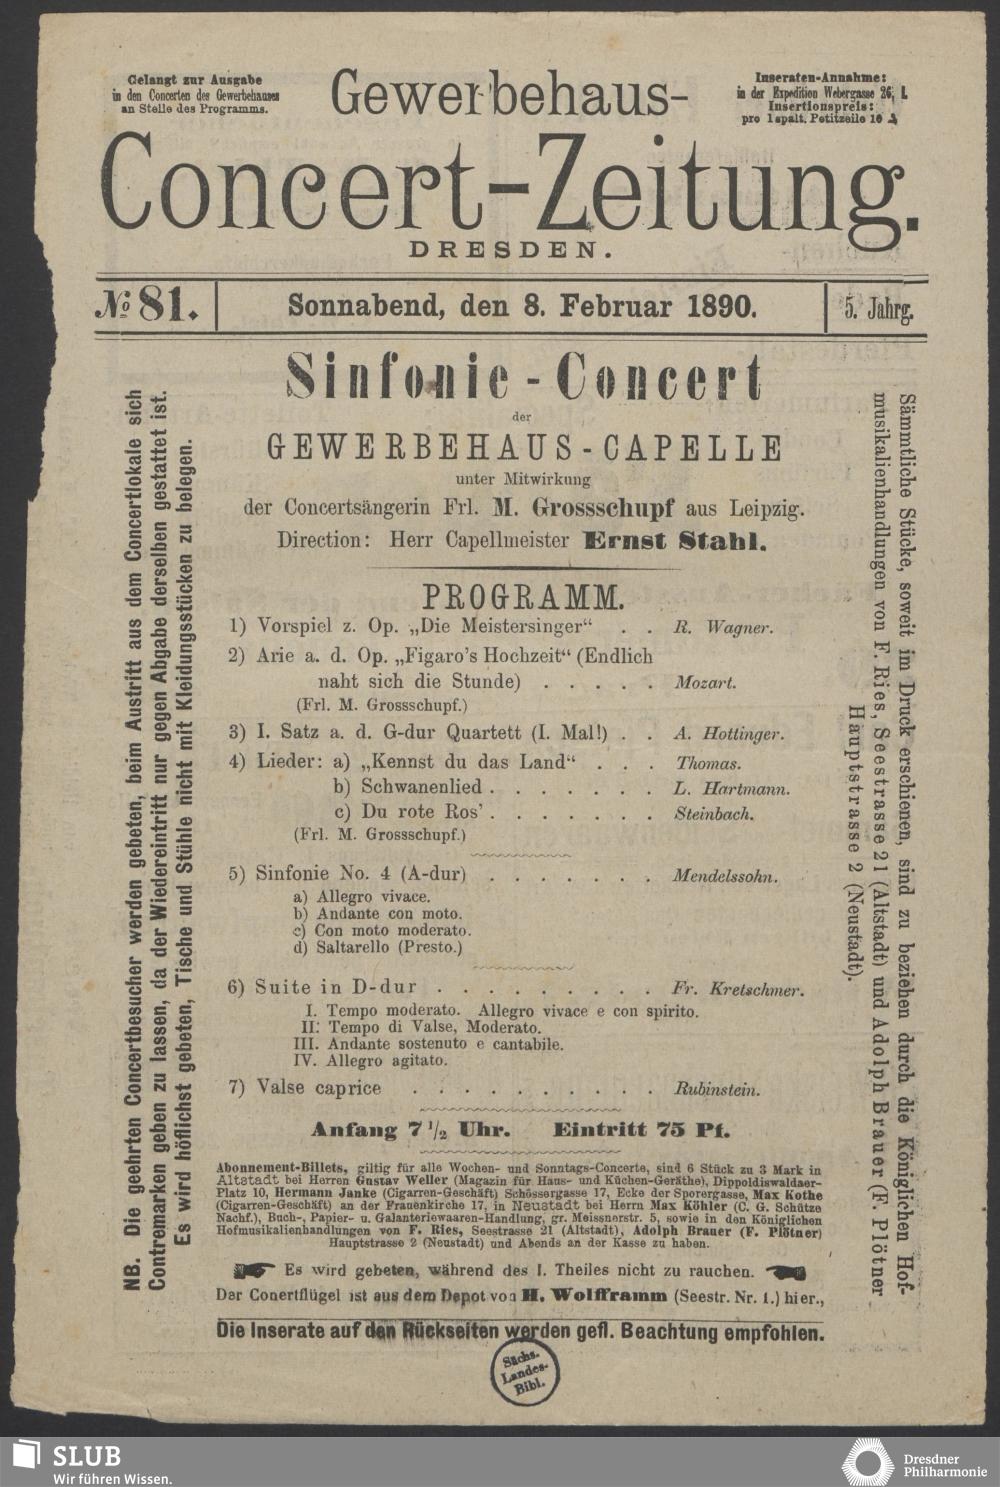 Gelangt zur Ausgabe
in den Concerten des Gewerbehauses
an Stelle des Programms.
Gewerbehaus-
Inseraten-Annahme:
in der Expedition Webergasse 26, I.
Insertionspreis:
pro 1spalt. Petitzeile 10 ₰
Concert-Zeitung.
DRESDEN.
№ 81.
Sonnabend, den 8. Februar 1890.
5. Jahrg.
NB. Die geehrten Concertbesucher werden gebeten, beim Austritt aus dem Concertlokale sich
Contremarken geben zu lassen, da der Wiedereintritt nur gegen Abgabe derselben gestattet ist.
Es wird höflichst gebeten, Tische und Stühle nicht mit Kleidungsstücken zu belegen.
Sinfonie-Concert
der
GEWERBEHAUS-CAPELLE
unter Mitwirkung
der Concertsängerin Frl. M. Grossschupf aus Leipzig.
Direction: Herr Capellmeister Ernst Stahl.
PROGRAMM.
1) Vorspiel z. Op. „Die Meistersinger“ . . R. Wagner.
2) Arie a. d. Op. „Figaro's Hochzeit“ (Endlich
naht sich die Stunde) . . . . . Mozart.
(Frl. M. Grossschupf.)
3) I. Satz a. d. G-dur Quartett (I. Mal!) . . A. Hottinger.
4) Lieder: a) „Kennst du das Land“ . . . Thomas.
b) Schwanenlied . . . . . . . L. Hartmann.
c) Du rote Ros' . . . . . . . Steinbach.
(Frl. M. Grossschupf.)
5) Sinfonie No. 4 (A-dur) . . . . . . . Mendelssohn.
a) Allegro vivace.
b) Andante con moto.
c) Con moto moderato.
d) Saltarello (Presto.)
6) Suite in D-dur . . . . . . . . . Fr. Kretschmer.
I. Tempo moderato. Allegro vivace e con spirito.
II. Tempo di Valse, Moderato.
III. Andante sostenuto e cantabile.
IV. Allegro agitato.
7) Valse caprice . . . . . . . . . . Rubinstein.
Anfang 7 1/2 Uhr. Eintritt 75 Pf.
Abonnement-Billets, giltig für alle Wochen- und Sonntags-Concerte, sind 6 Stück zu 3 Mark in
Altstadt bei Herren Gustav Weller (Magazin für Haus- und Küchen-Geräthe), Dippoldiswaldaer-
Platz 10, Hermann Janke (Cigarren-Geschäft) Schössergasse 17, Ecke der Sporergasse, Max Kothe
(Cigarren-Geschäft) an der Frauenkirche 17, in Neustadt bei Herrn Max Köhler (C. G. Schütze
Nachf.), Buch-, Papier- u. Galanteriewaaren-Handlung, gr. Meissnerstr. 5, sowie in den Königlichen
Hofmusikalienhandlungen von F. Ries, Seestrasse 21 (Altstadt), Adolph Brauer (F. Plötner)
Hauptstrasse 2 (Neustadt) und Abends an der Kasse zu haben.
Es wird gebeten, während des I. Theiles nicht zu rauchen.
Der Conertflügel ist aus dem Depot von H. Wolfframm (Seestr. Nr. 1.) hier.,
Die Inserate auf den Rückseiten werden gefl. Beachtung empfohlen.
Sämmtliche Stücke, soweit im Druck erschienen, sind zu beziehen durch die Königlichen Hof-
musikalienhandlungen von F. Ries, Seestrasse 21 (Altstadt) und Adolph Brauer (F. Plötner
Hauptstrasse 2 (Neustadt).
Sächs.
Landes-
Bibl.
SLUB
Wir führen Wissen.
Dresdner
Philharmonie